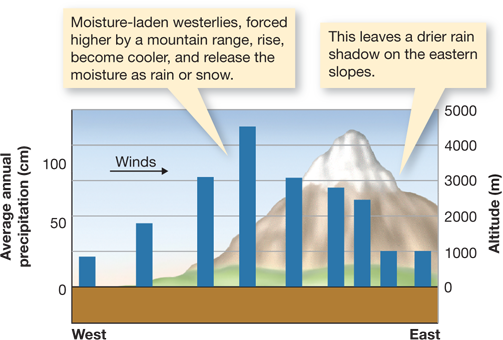 Moisture-laden westerlies, forced
higher by a mountain range, rise,
become cooler, and release the
moisture as rain or snow.
This leaves a drier rain
shadow on the eastern
slopes.
Average annual
precipitation (cm)
100
50
0
Winds
5000
4000
3000
2000
1000
0
Altitude (m)
West
East